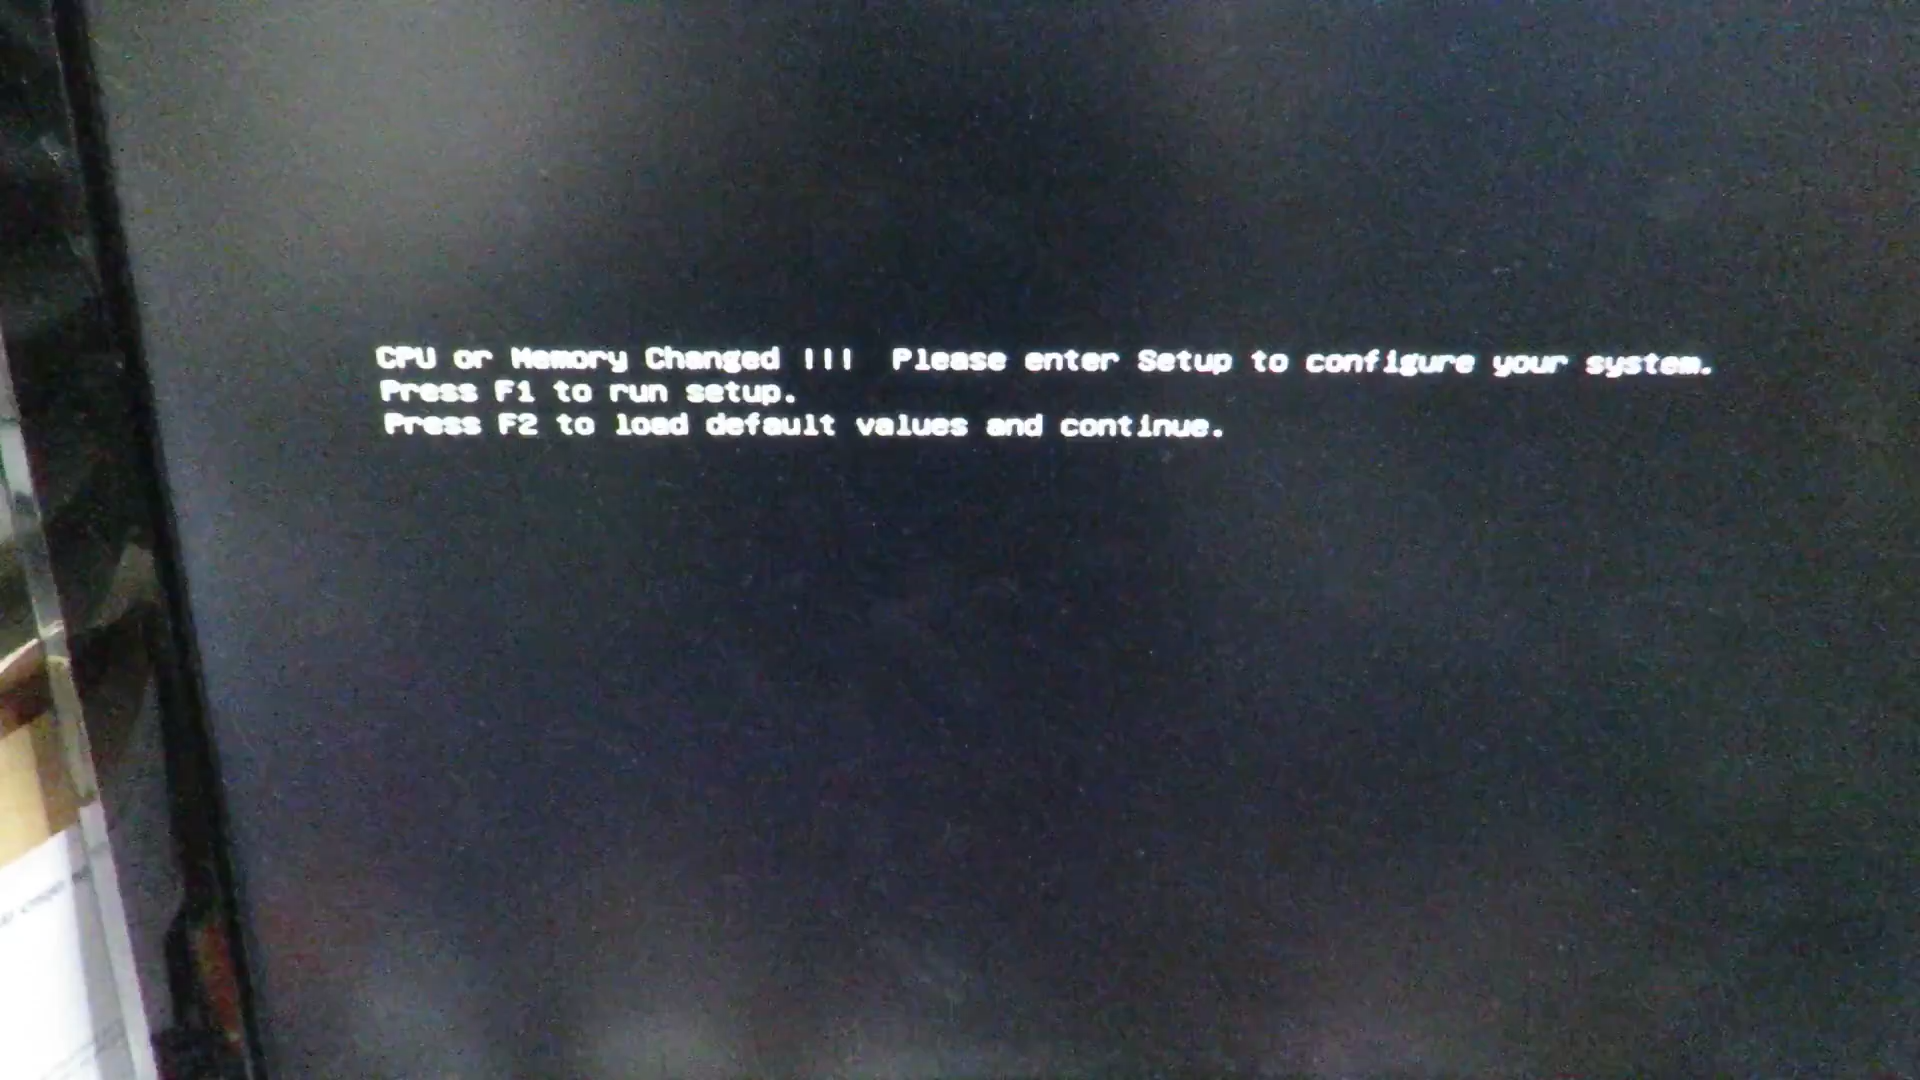 CPU or Memory Changed !!!  Please enter Setup to configure your system.
Press F1 to run setup.
Press F2 to load default values and continue.